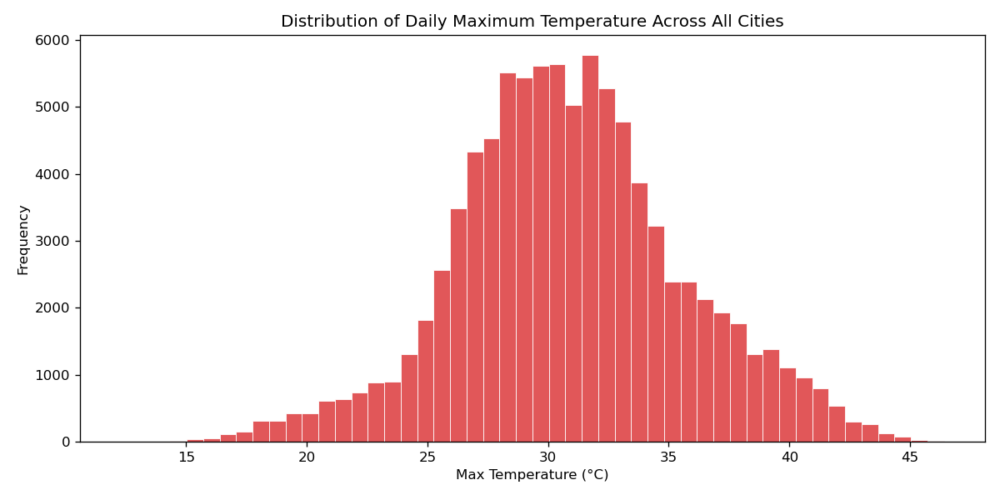 Distribution of Daily Maximum Temperature Across All Cities
6000
5000
4000
3000
2000
1000
0
Frequency
15 20 25 30 35 40 45
Max Temperature (°C)